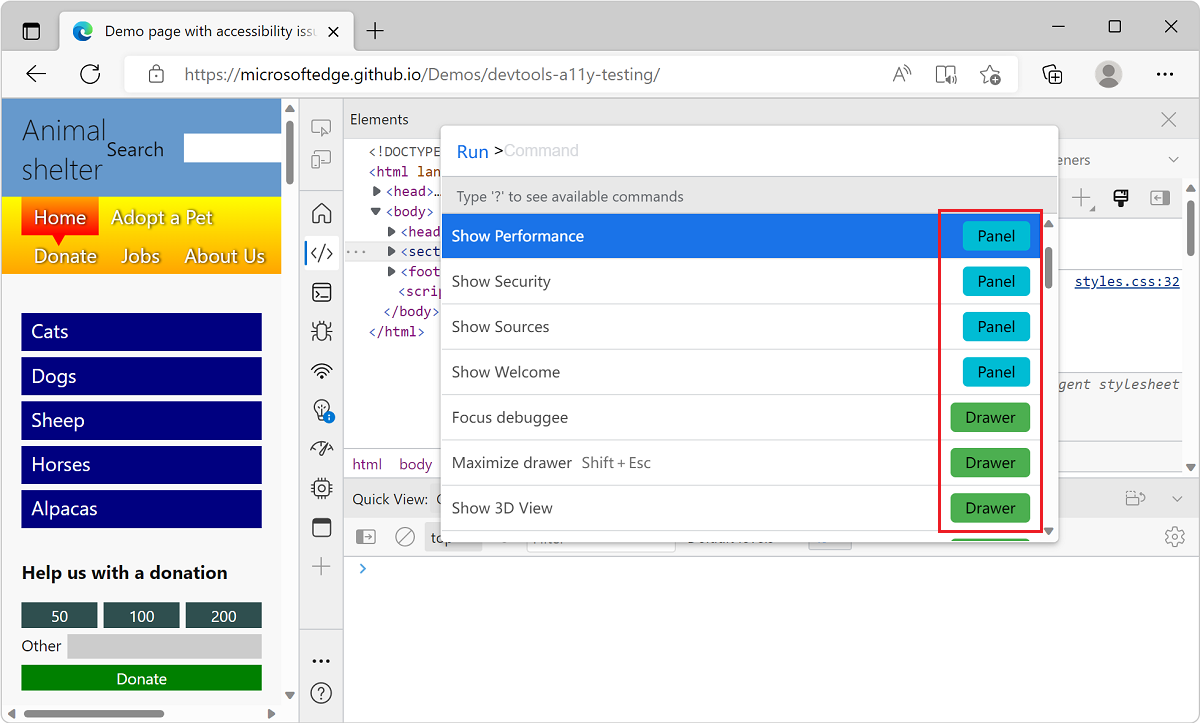 Demo page with accessibility issu
https://microsoftedge.github.io/Demos/devtools-a11y-testing/
Animal shelter
Search
Home
Adopt a Pet
Donate
Jobs
About Us
Cats
Dogs
Sheep
Horses
Alpacas
Help us with a donation
50
100
200
Other
Donate
Elements
<!DOCTYPE
<html lan
<head>…
<body>
<head
<sect
<foot
<scrip
</body>
</html>
html body
Quick View:
top
Run >Command
Type '?' to see available commands
Show Performance Panel
Show Security Panel
Show Sources Panel
Show Welcome Panel
Focus debuggee Drawer
Maximize drawer Shift + Esc Drawer
Show 3D View Drawer
eners
styles.css:32
gent stylesheet